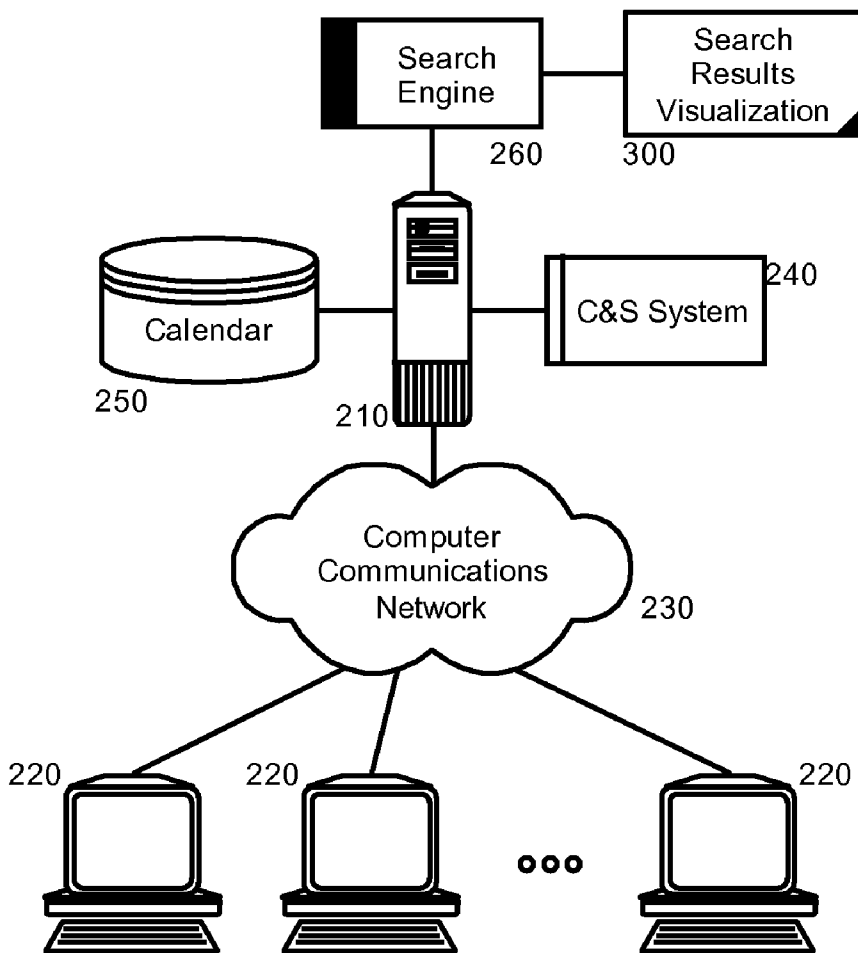 Search
Engine
Search
Results
Visualization
260
300
240
Calendar
C&S System
250
210
Computer
Communications
Network
230
220
220
220